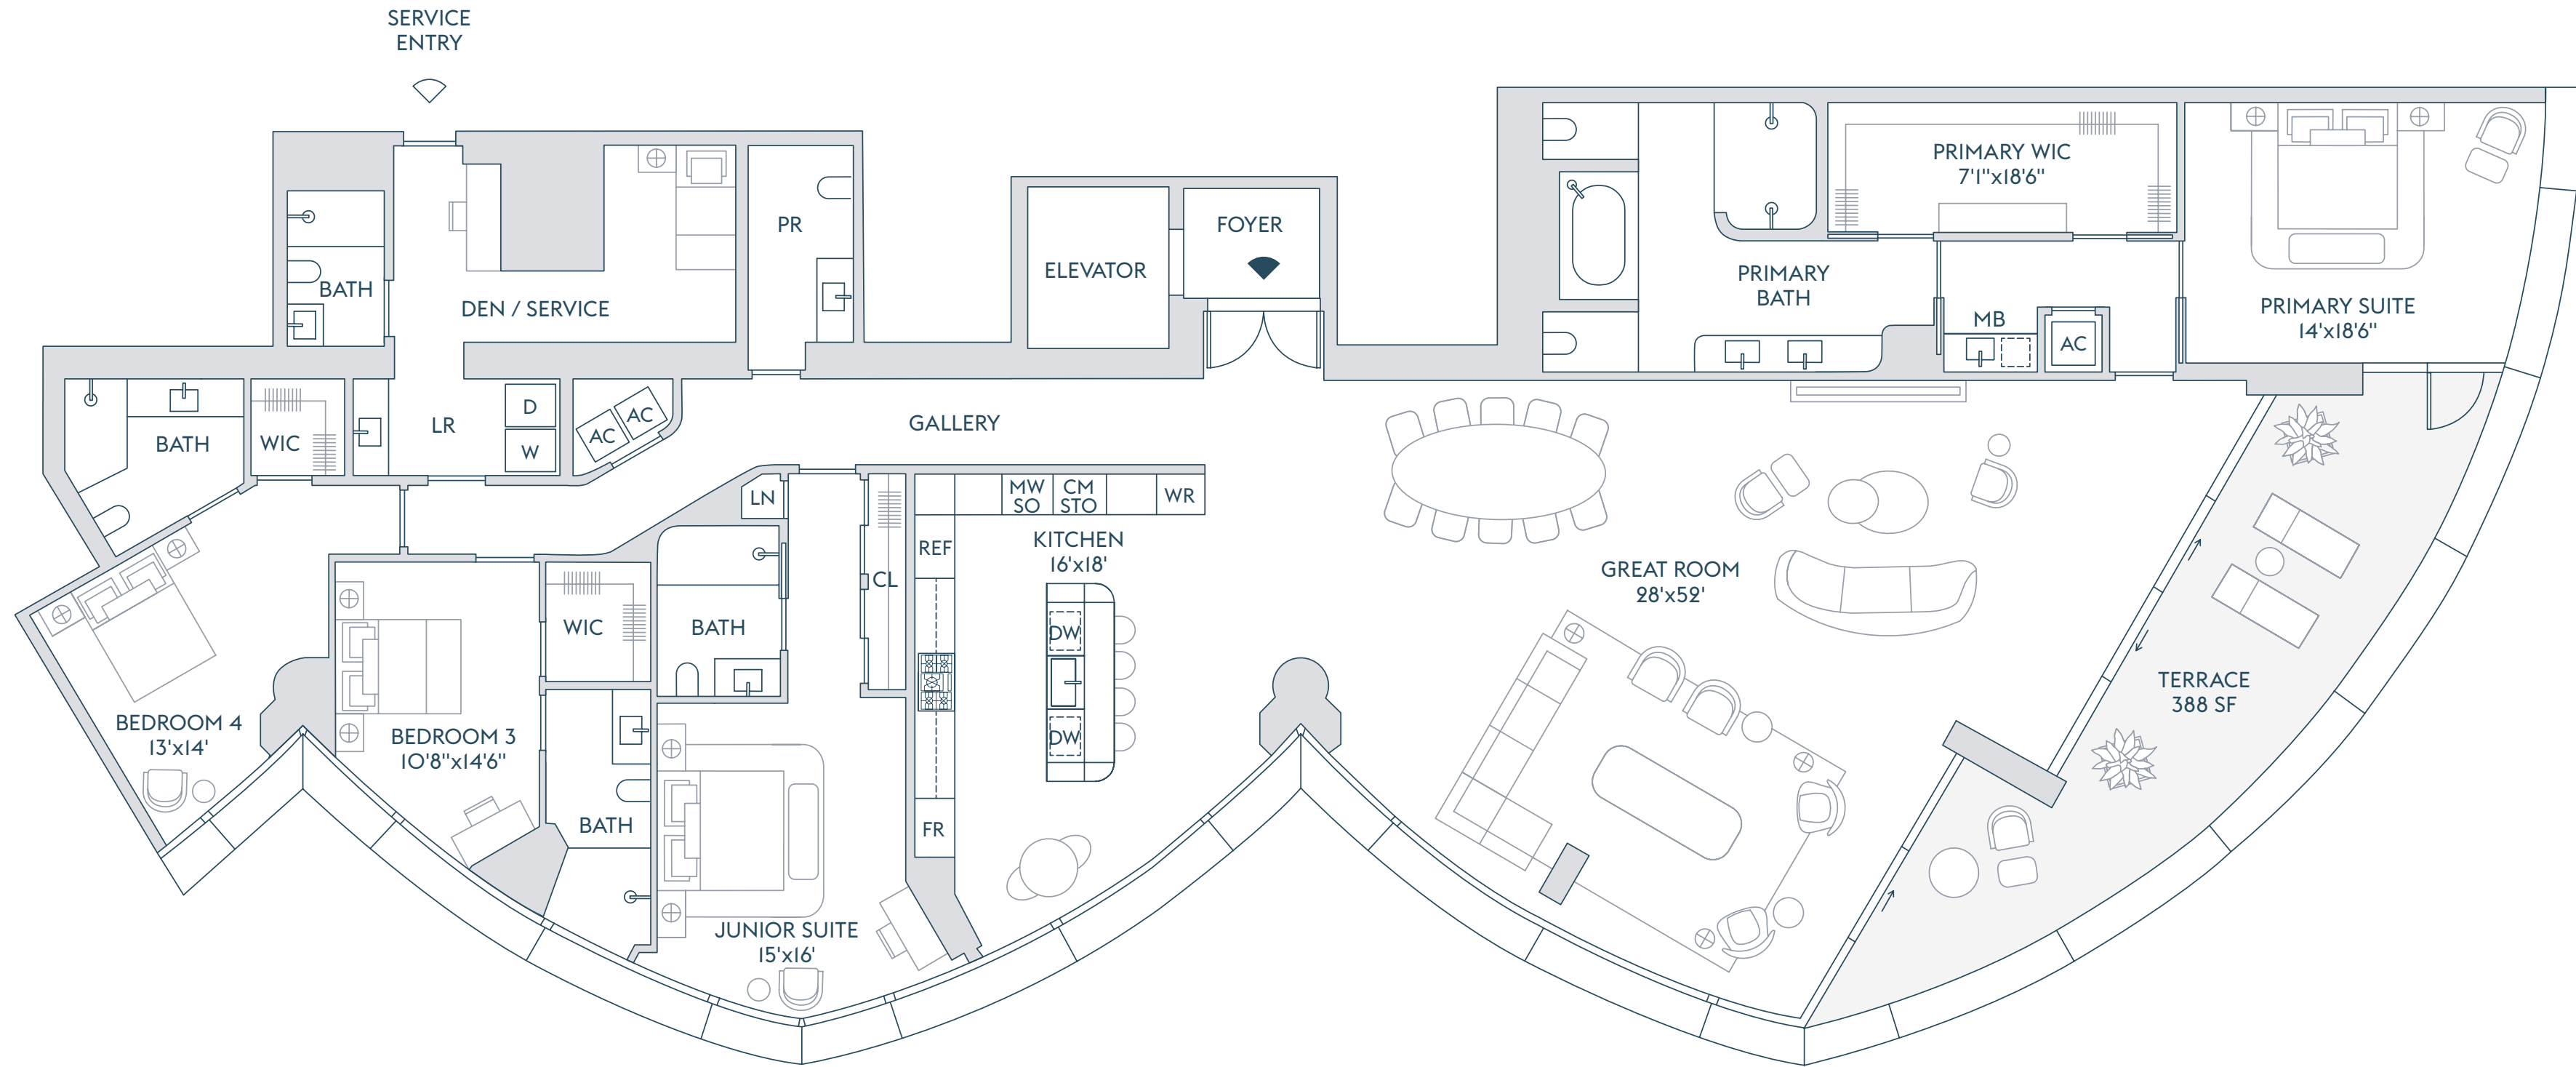 SERVICE
ENTRY
PRIMARY WIC
7'1"x18'6"
PR
FOYER
ELEVATOR
BATH
DEN / SERVICE
PRIMARY
BATH
MB
AC
PRIMARY SUITE
14'x18'6"
BATH
WIC
LR
D
W
AC
AC
GALLERY
LN
MW
SO
CM
STO
WR
REF
KITCHEN
16'x18'
CL
GREAT ROOM
28'x52'
WIC
BATH
DW
DW
TERRACE
388 SF
BEDROOM 4
13'x14'
BEDROOM 3
10'8"x14'6"
BATH
FR
JUNIOR SUITE
15'x16'